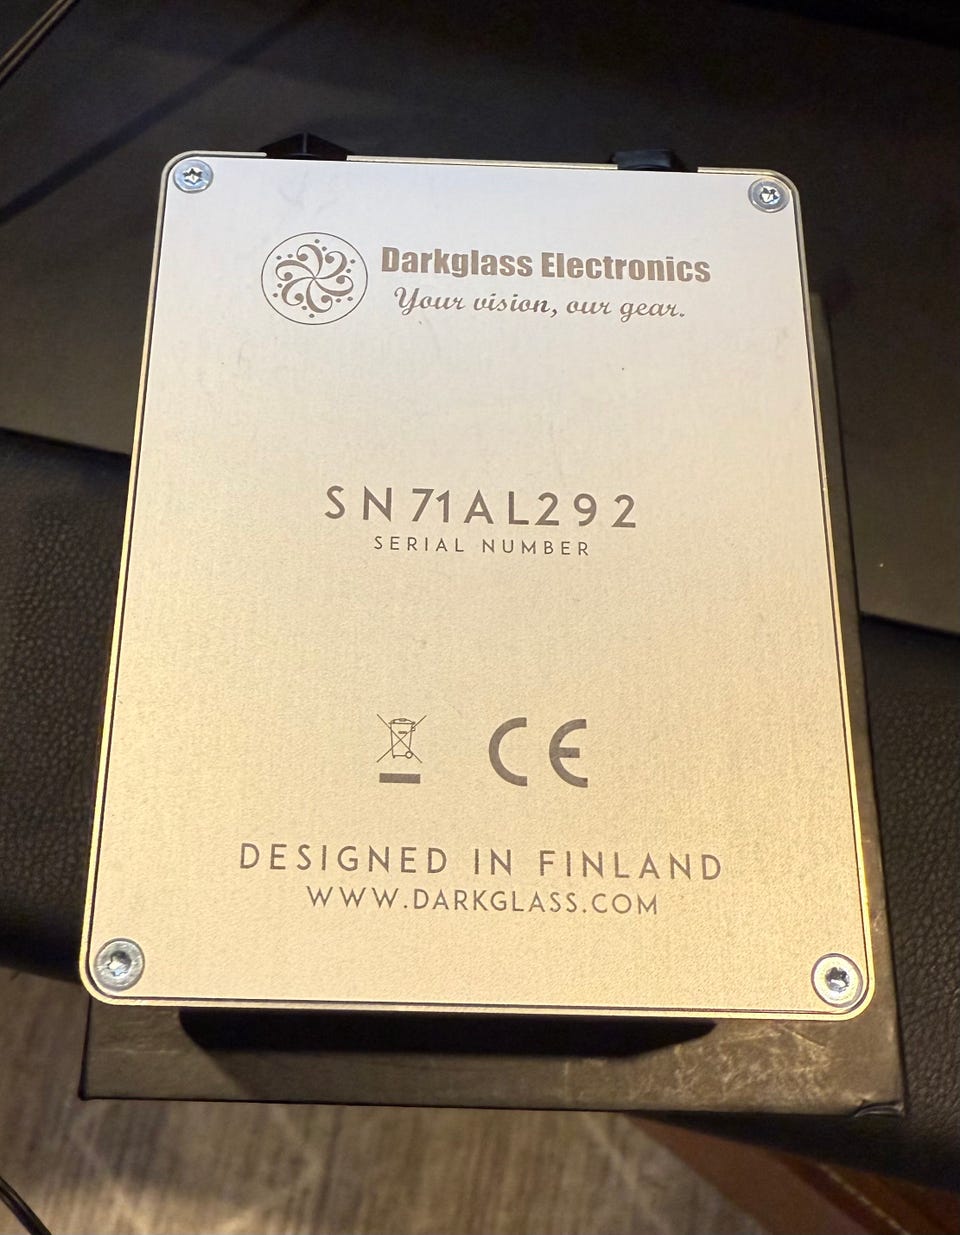 Darkglass Electronics
Your vision, our gear.
SN71AL292
SERIAL NUMBER
CE
DESIGNED IN FINLAND
WWW.DARKGLASS.COM